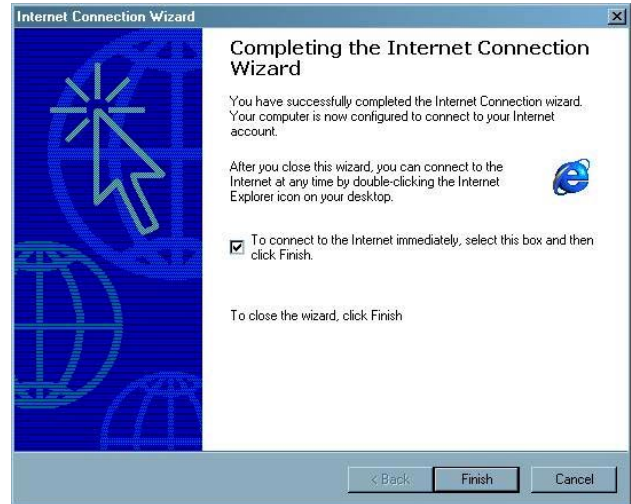 Internet Connection Wizard
Completing the Internet Connection
Wizard
You have successfully completed the Internet Connection wizard.
Your computer is now configured to connect to your Internet
account.
After you close this wizard, you can connect to the
Internet at any time by double-clicking the Internet
Explorer icon on your desktop.
To connect to the Internet immediately, select this box and then
click Finish.
To close the wizard, click Finish
< Back
Finish
Cancel